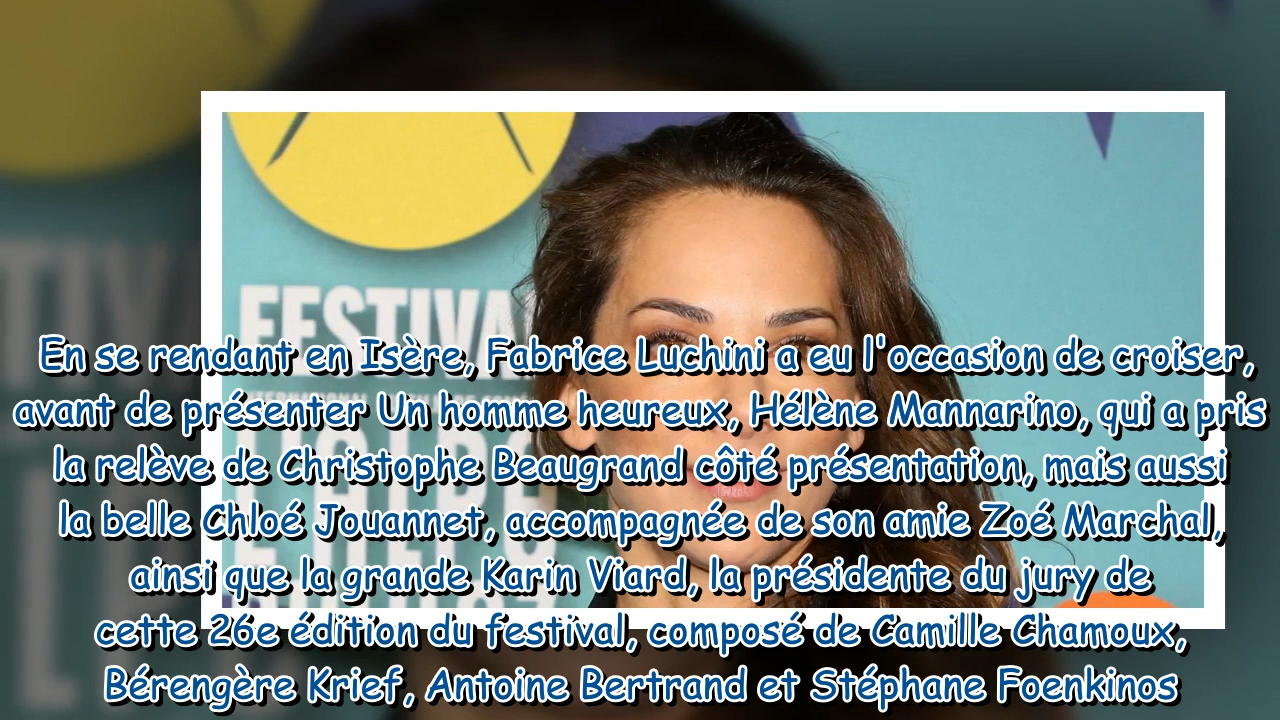 FESTIVAL
En se rendant en Isère, Fabrice Luchini a eu l'occasion de croiser,
avant de présenter Un homme heureux, Hélène Mannarino, qui a pris
la relève de Christophe Beaugrand côté présentation, mais aussi
la belle Chloé Jouannet, accompagnée de son amie Zoé Marchal,
ainsi que la grande Karin Viard, la présidente du jury de
cette 26e édition du festival, composé de Camille Chamoux,
Bérengère Krief, Antoine Bertrand et Stéphane Foenkinos